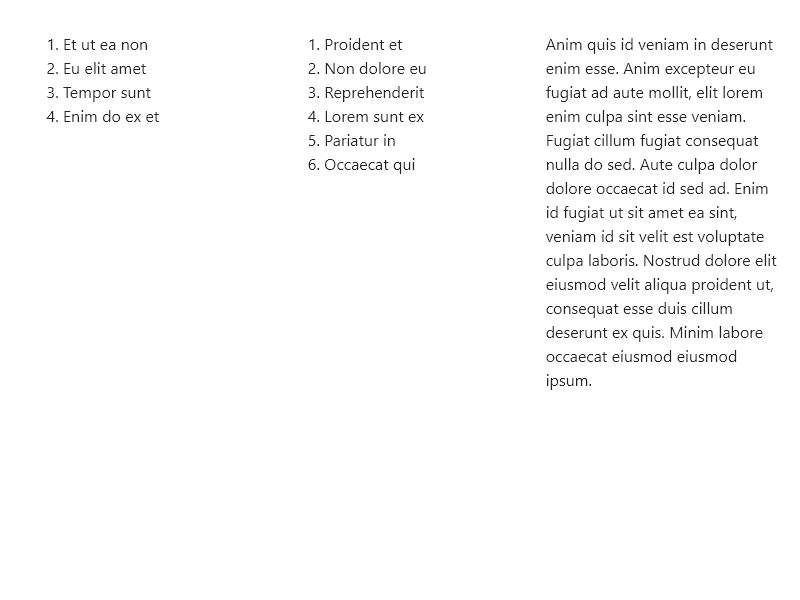 1. Et ut ea non
2. Eu elit amet
3. Tempor sunt
4. Enim do ex et
1. Proident et
2. Non dolore eu
3. Reprehenderit
4. Lorem sunt ex
5. Pariatur in
6. Occaecat qui
Anim quis id veniam in deserunt
enim esse. Anim excepteur eu
fugiat ad aute mollit, elit lorem
enim culpa sint esse veniam.
Fugiat cillum fugiat consequat
nulla do sed. Aute culpa dolor
dolore occaecat id sed ad. Enim
id fugiat ut sit amet ea sint,
veniam id sit velit est voluptate
culpa laboris. Nostrud dolore elit
eiusmod velit aliqua proident ut,
consequat esse duis cillum
deserunt ex quis. Minim labore
occaecat eiusmod eiusmod
ipsum.